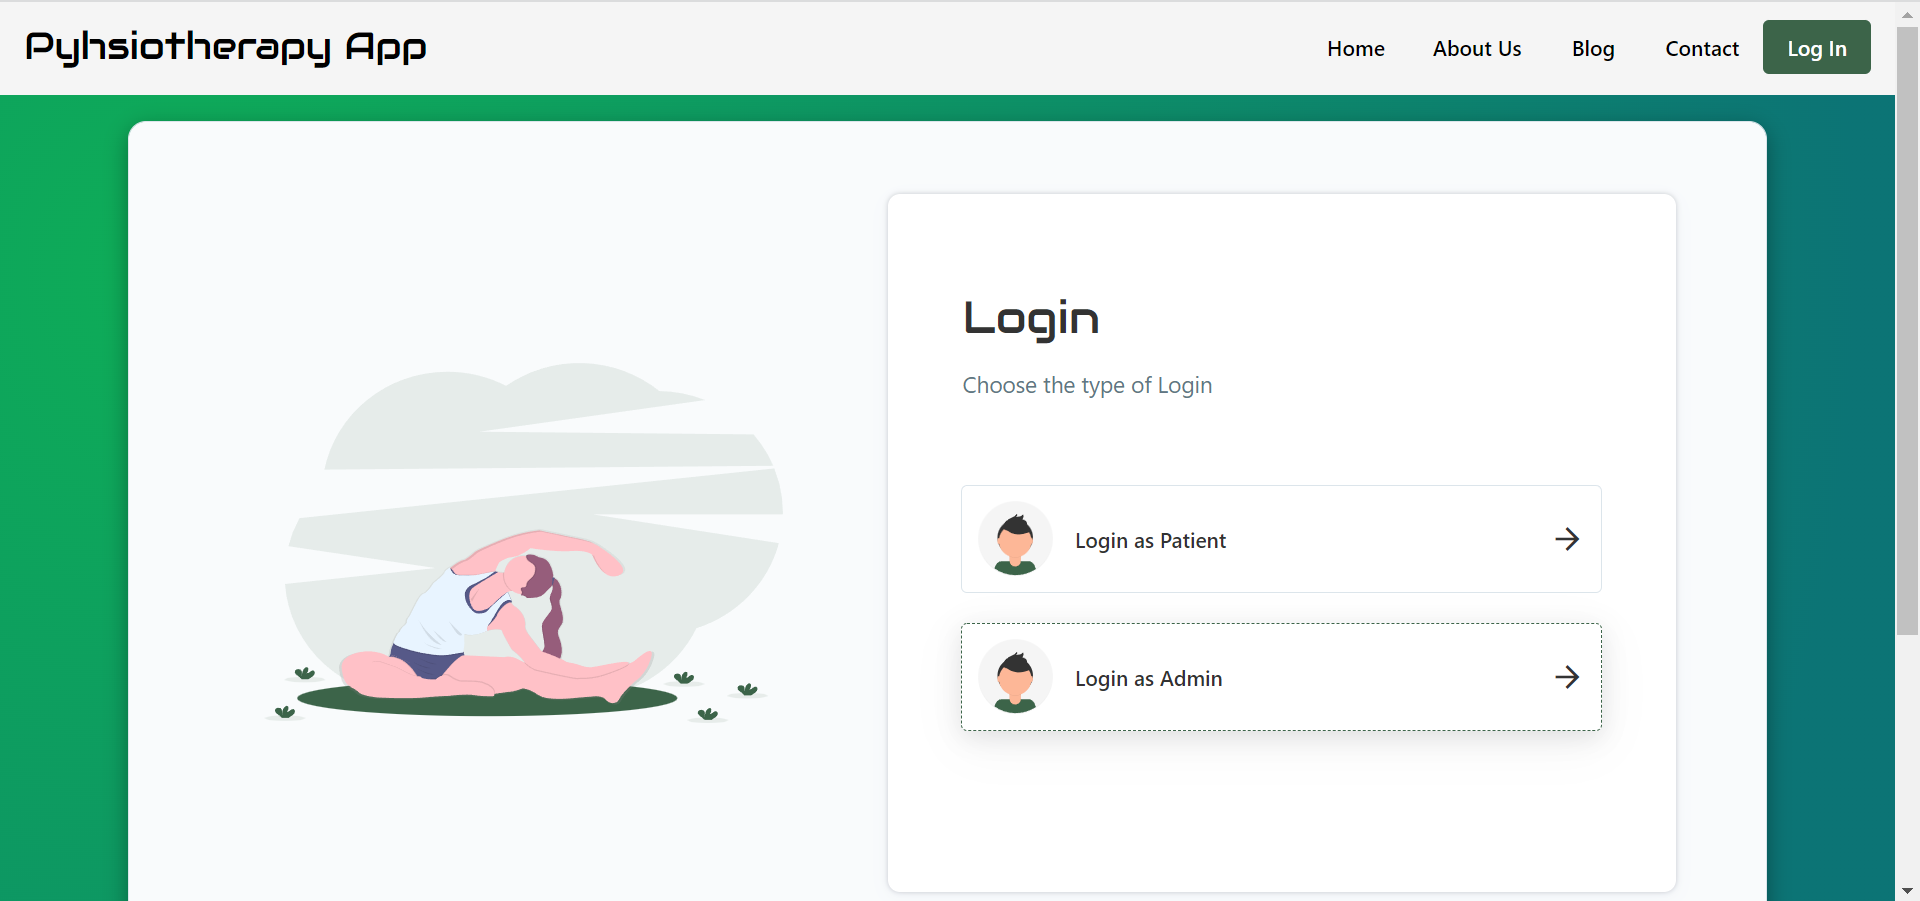 Pyhsiotherapy App
Home About Us Blog Contact Log In
Login
Choose the type of Login
Login as Patient
Login as Admin